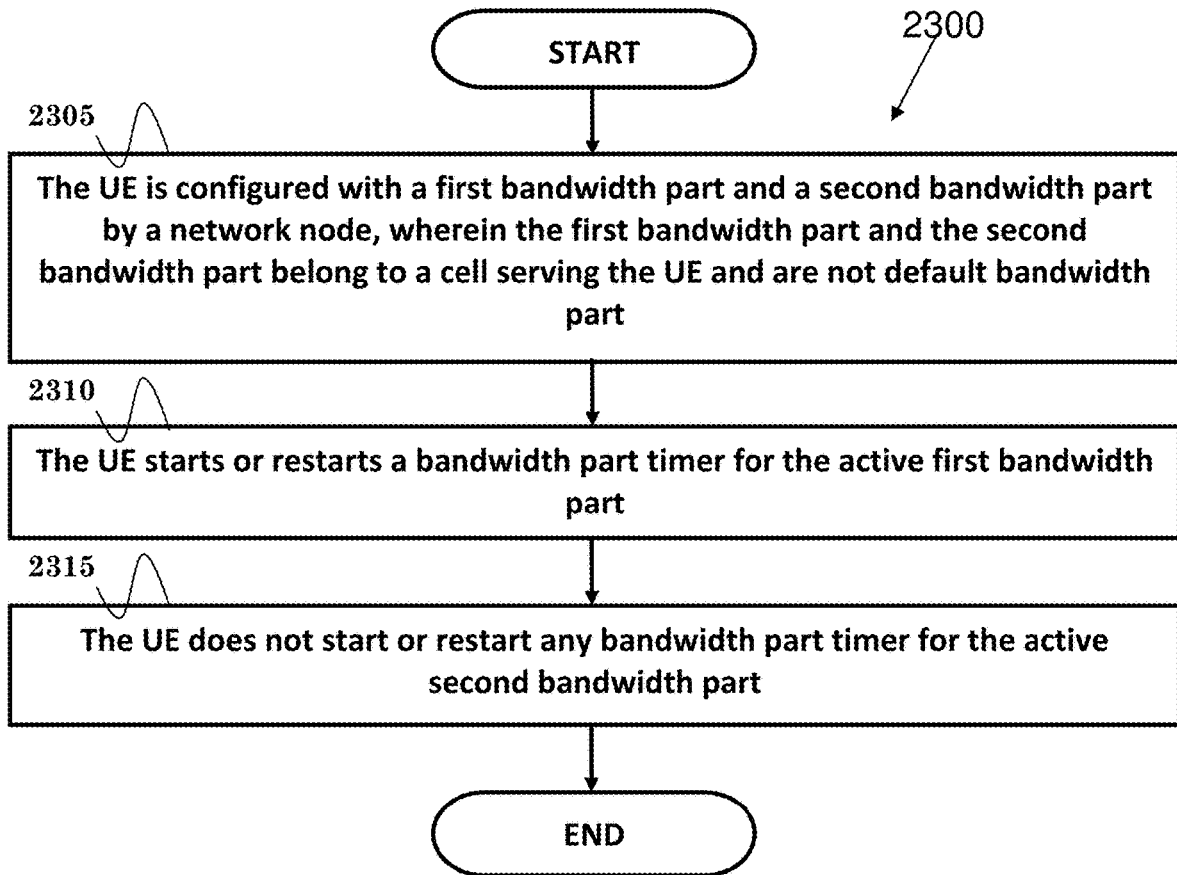 START
2300
2305
The UE is configured with a first bandwidth part and a second bandwidth part
by a network node, wherein the first bandwidth part and the second
bandwidth part belong to a cell serving the UE and are not default bandwidth
part
2310
The UE starts or restarts a bandwidth part timer for the active first bandwidth
part
2315
The UE does not start or restart any bandwidth part timer for the active
second bandwidth part
END